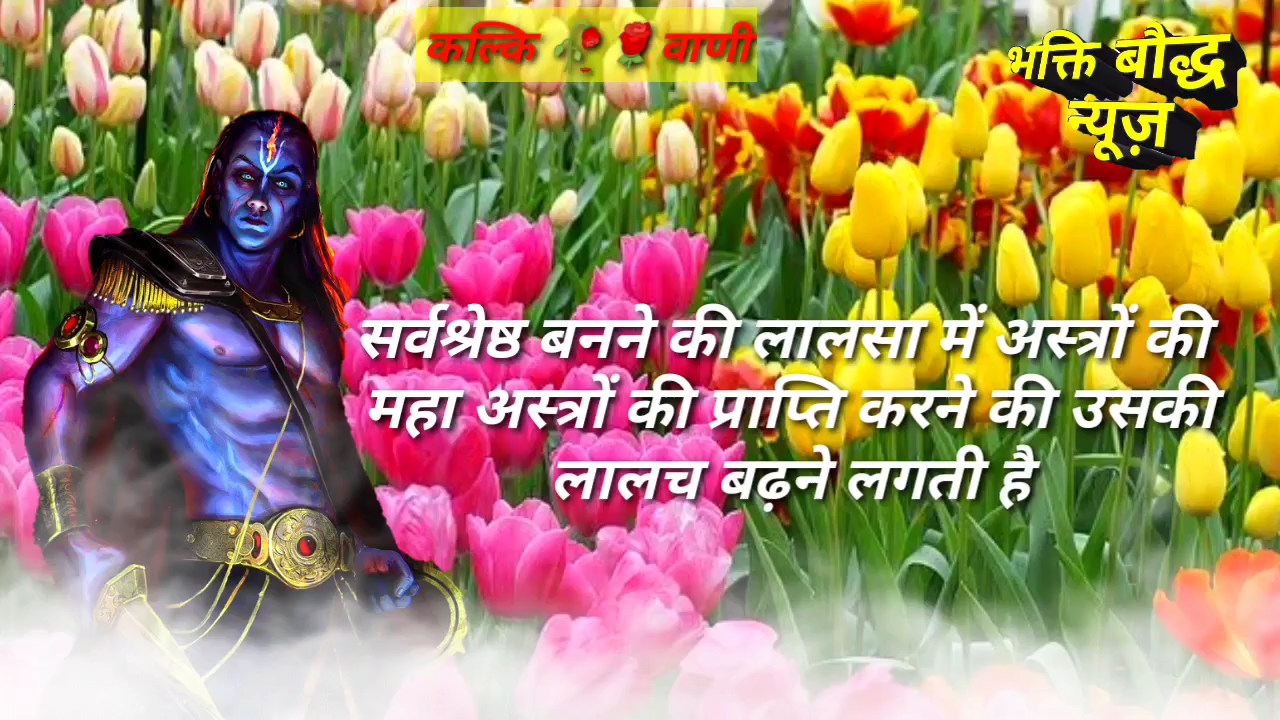 कल्कि 🥀🌹वाणी
भक्ति बौद्ध
न्यूज़
सर्वश्रेष्ठ बनने की लालसा में अस्त्रों की
महा अस्त्रों की प्राप्ति करने की उसकी
लालच बढ़ने लगती है